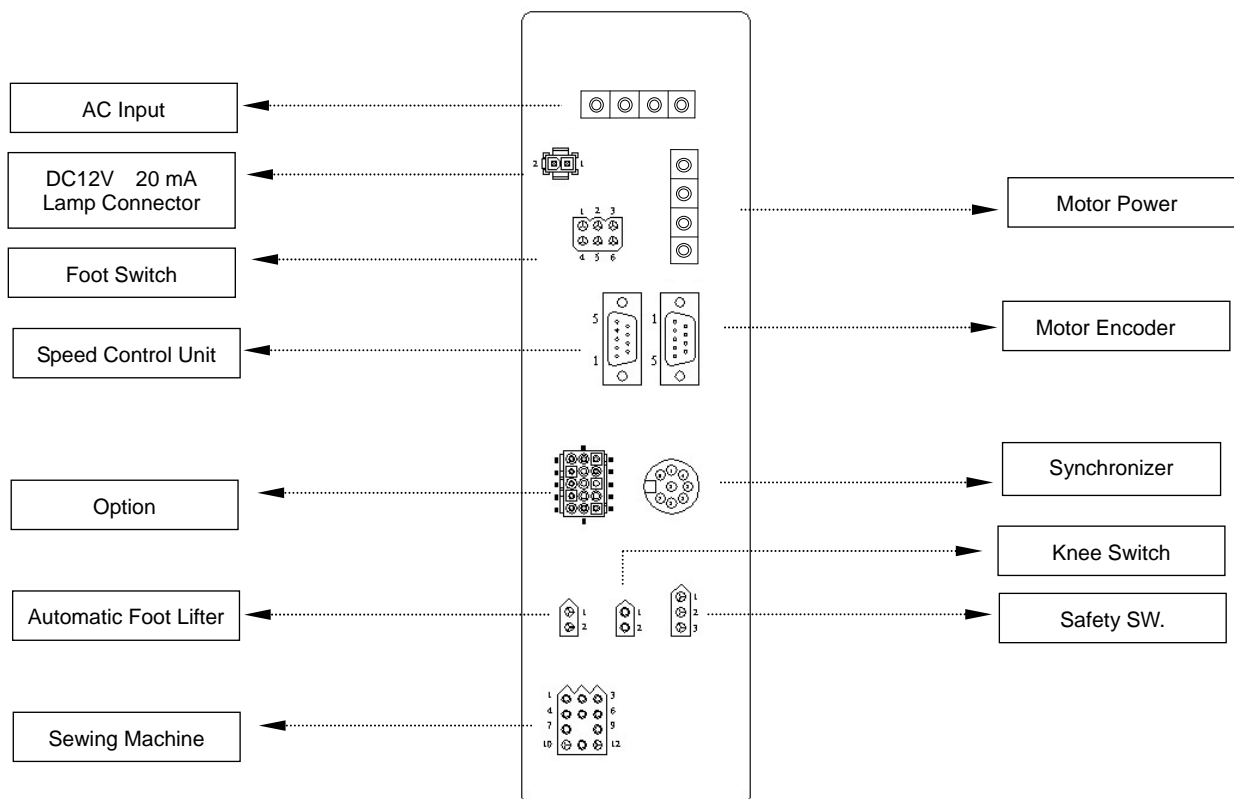 AC Input
DC12V 20 mA
Lamp Connector
2 1
Motor Power
1 2 3
4 5 6
Foot Switch
Motor Encoder
5 1
Speed Control Unit
1 5
Synchronizer
Option
Knee Switch
Automatic Foot Lifter
1 1 1
2 2 2
3
Safety SW.
1 3
4 6
7 9
10 12
Sewing Machine